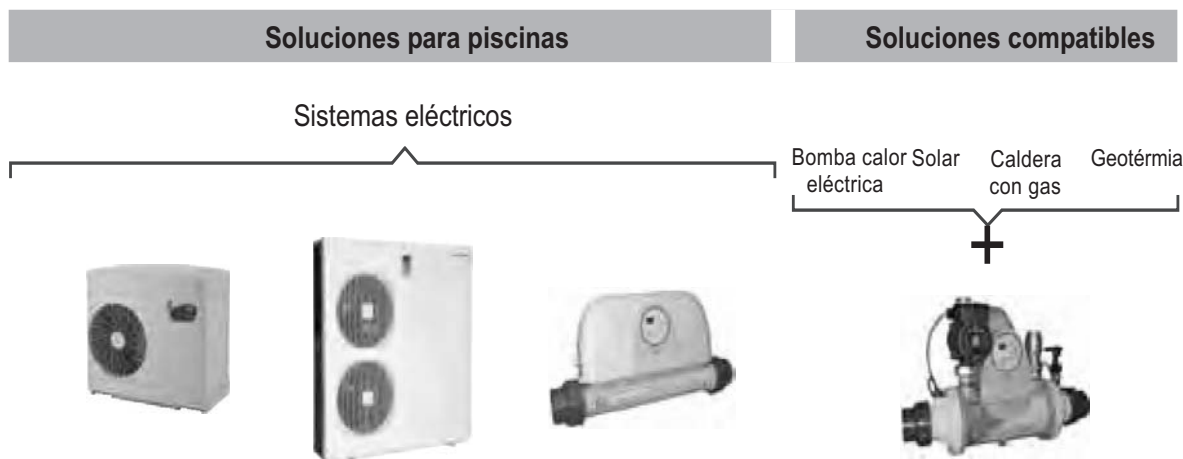 Soluciones para piscinas
Soluciones compatibles
Sistemas eléctricos
Bomba calor
eléctrica
Solar
Caldera
con gas
Geotérmia
+